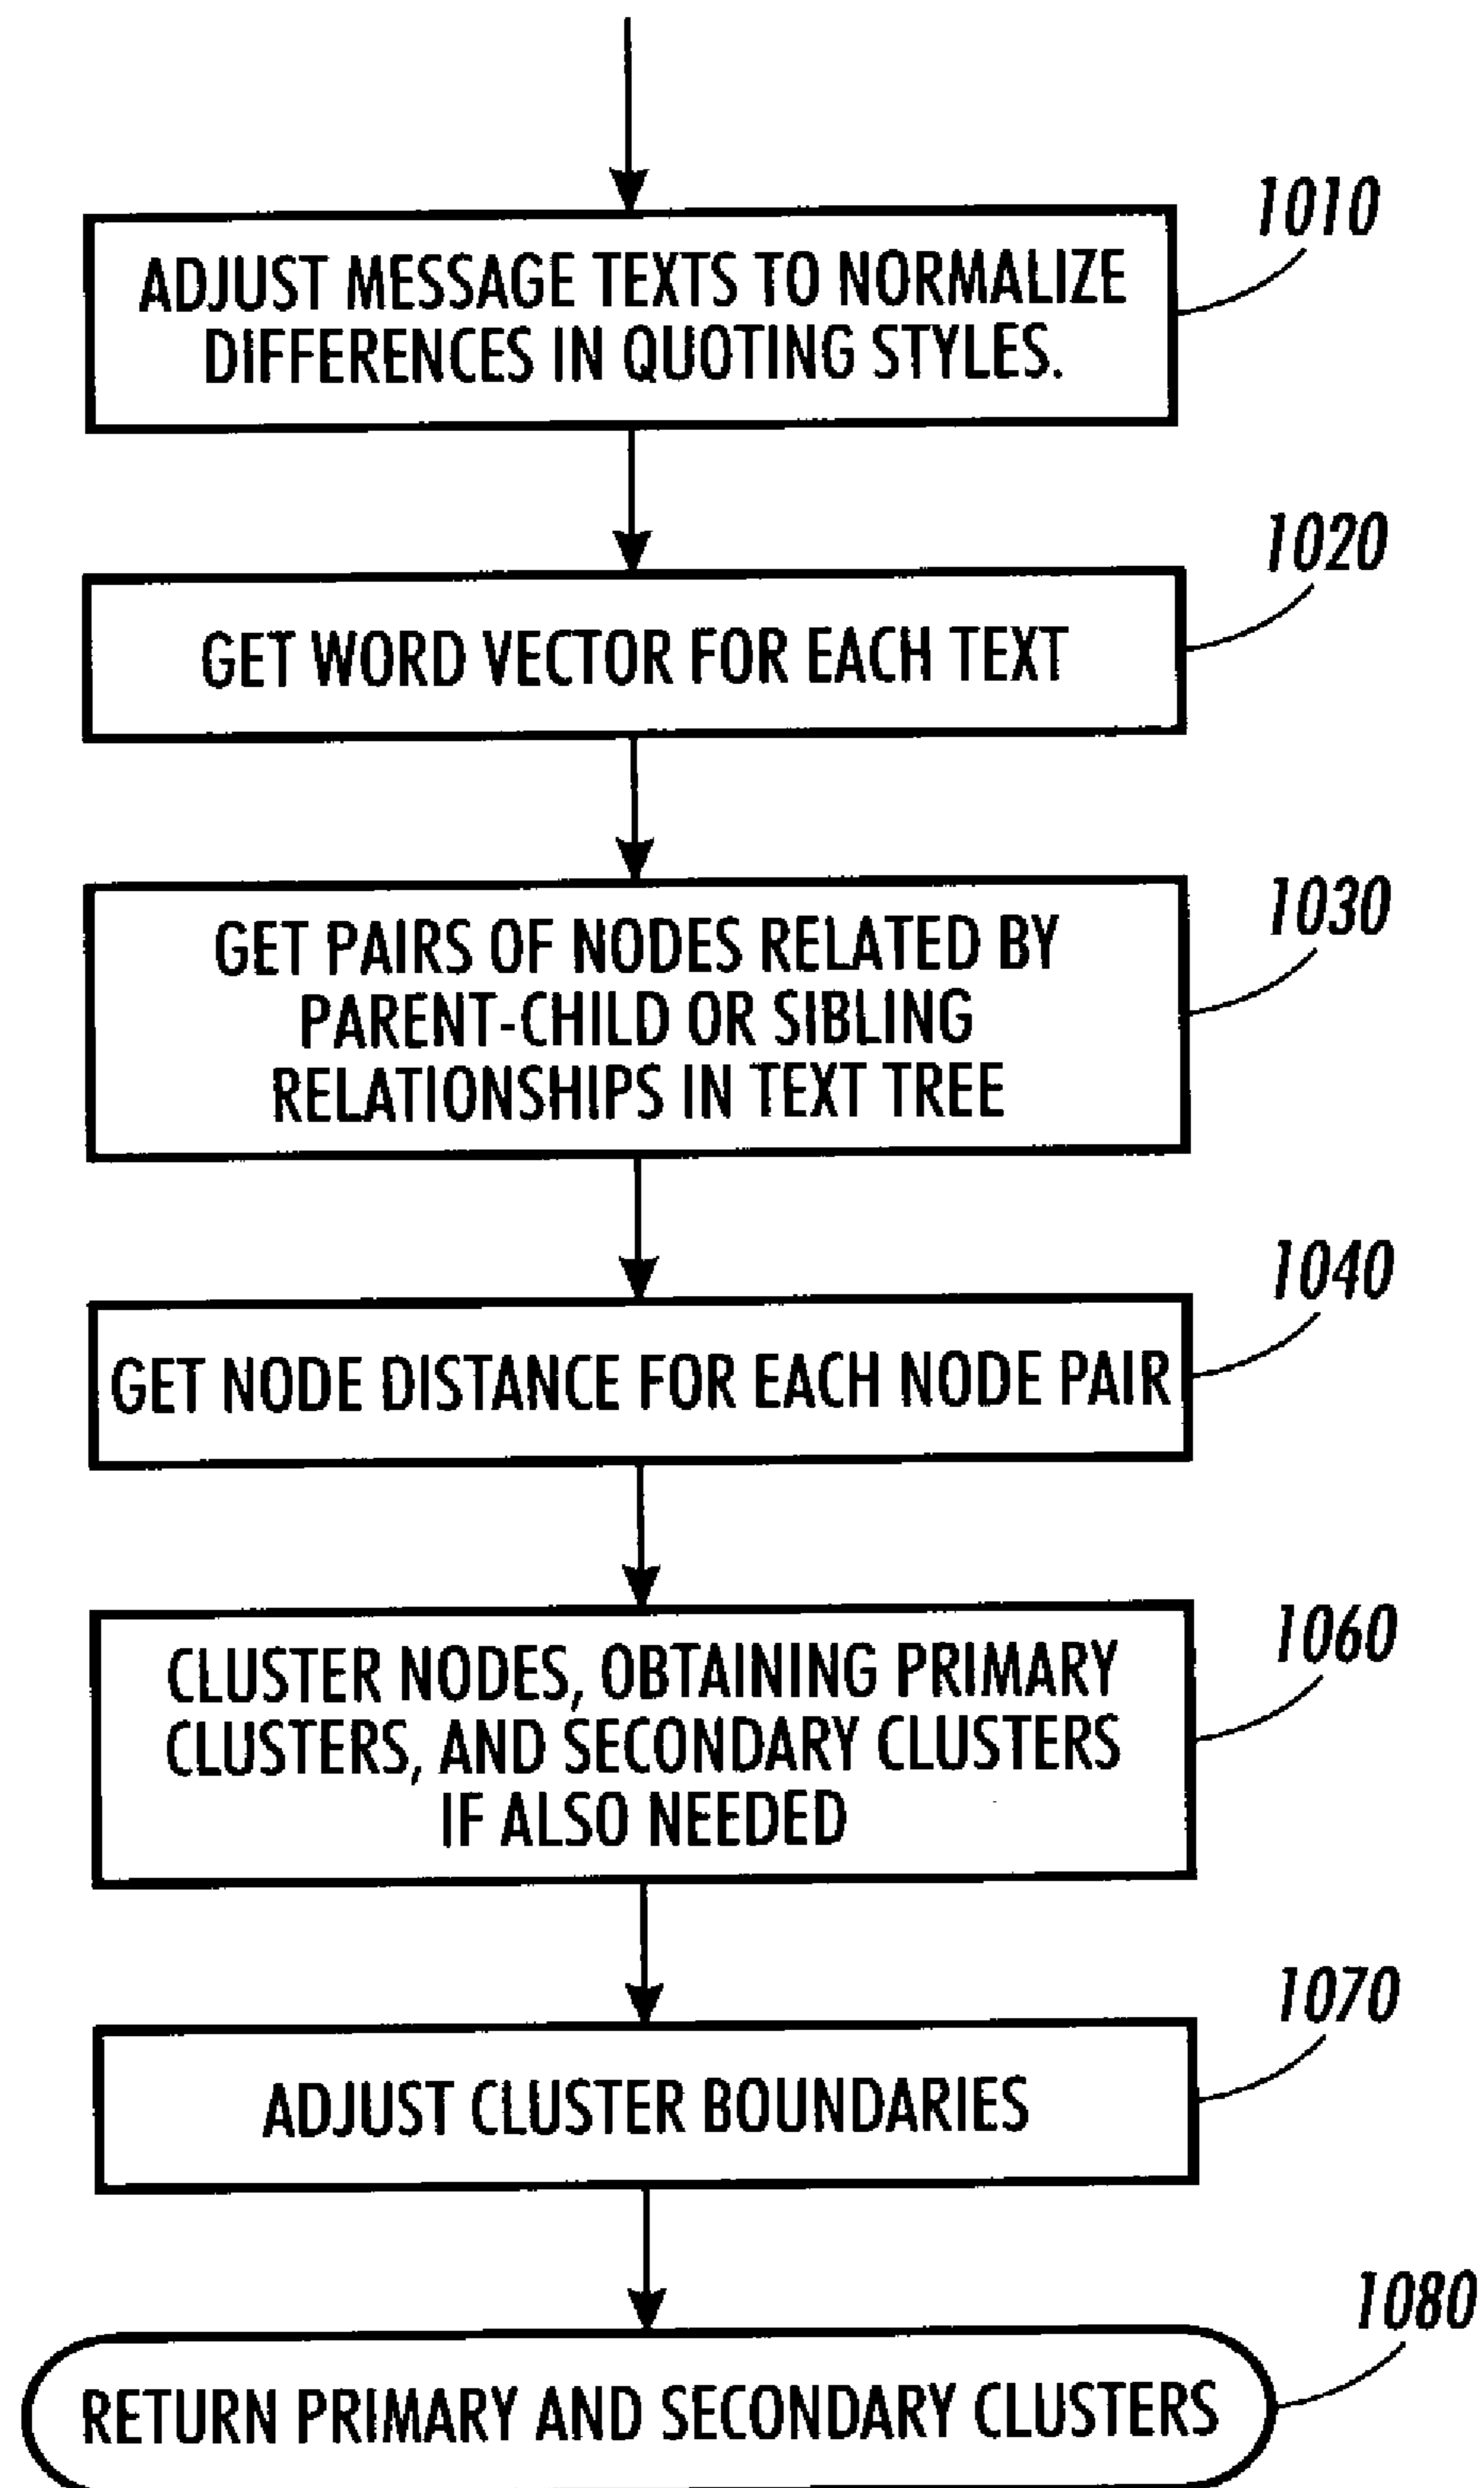 1010
ADJUST MESSAGE TEXTS TO NORMALIZE
DIFFERENCES IN QUOTING STYLES.
1020
GET WORD VECTOR FOR EACH TEXT
1030
GET PAIRS OF NODES RELATED BY
PARENT-CHILD OR SIBLING
RELATIONSHIPS IN TEXT TREE
1040
GET NODE DISTANCE FOR EACH NODE PAIR
1060
CLUSTER NODES, OBTAINING PRIMARY
CLUSTERS, AND SECONDARY CLUSTERS
IF ALSO NEEDED
1070
ADJUST CLUSTER BOUNDARIES
1080
RETURN PRIMARY AND SECONDARY CLUSTERS